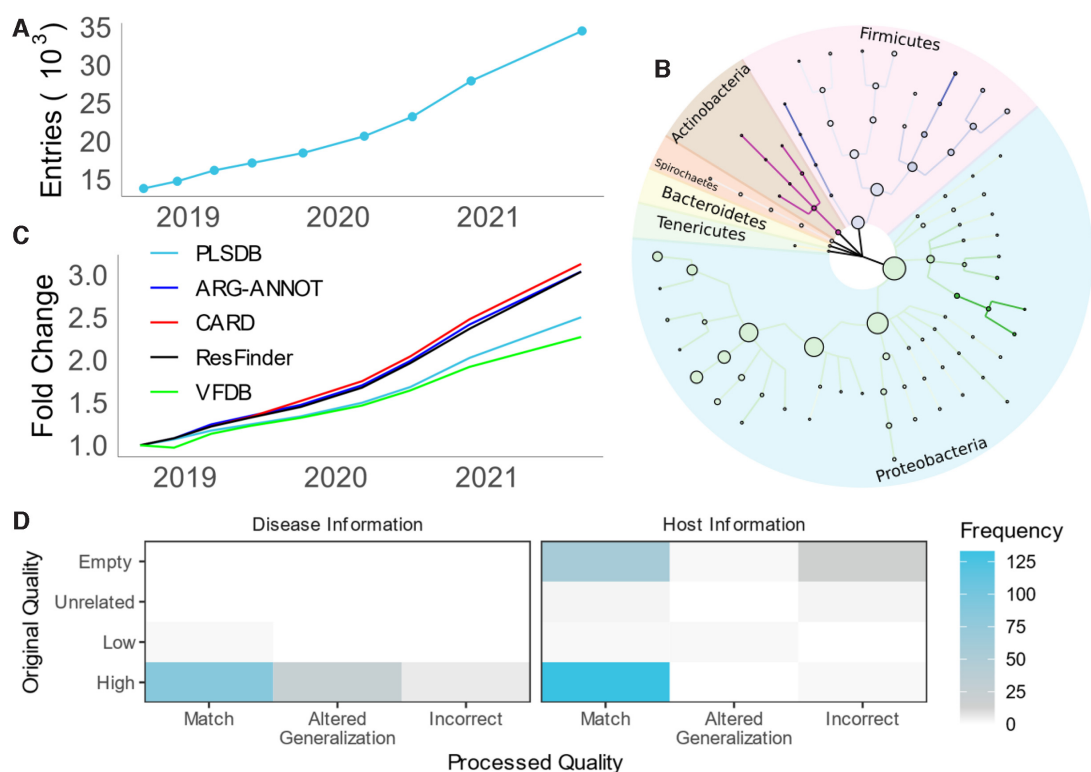 A
Entries ( 10^3)
35
30
25
20
15
2019 2020 2021
B
Firmicutes
Actinobacteria
Spirochaetes
Bacteroidetes
Tenericutes
Proteobacteria
C
Fold Change
3.0
2.5
2.0
1.5
1.0
PLSDB
ARG-ANNOT
CARD
ResFinder
VFDB
2019 2020 2021
D
Disease Information
Host Information
Original Quality
Empty
Unrelated
Low
High
Match
Altered
Generalization
Incorrect
Match
Altered
Generalization
Incorrect
Processed Quality
Frequency
125
100
75
50
25
0